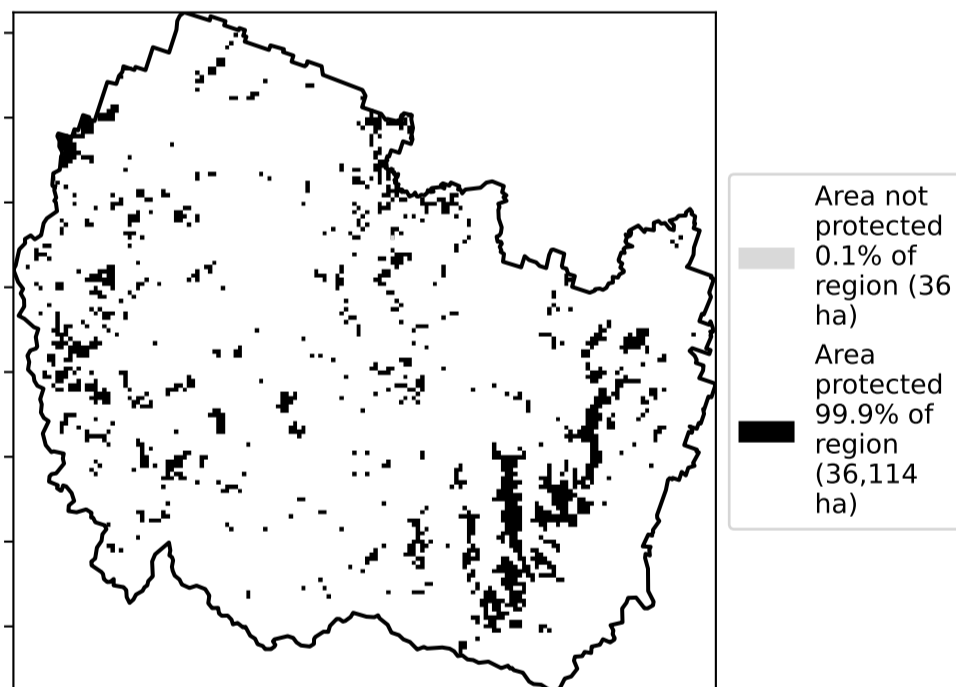 Area not
protected
0.1% of
region (36
ha)
Area
protected
99.9% of
region
(36,114
ha)